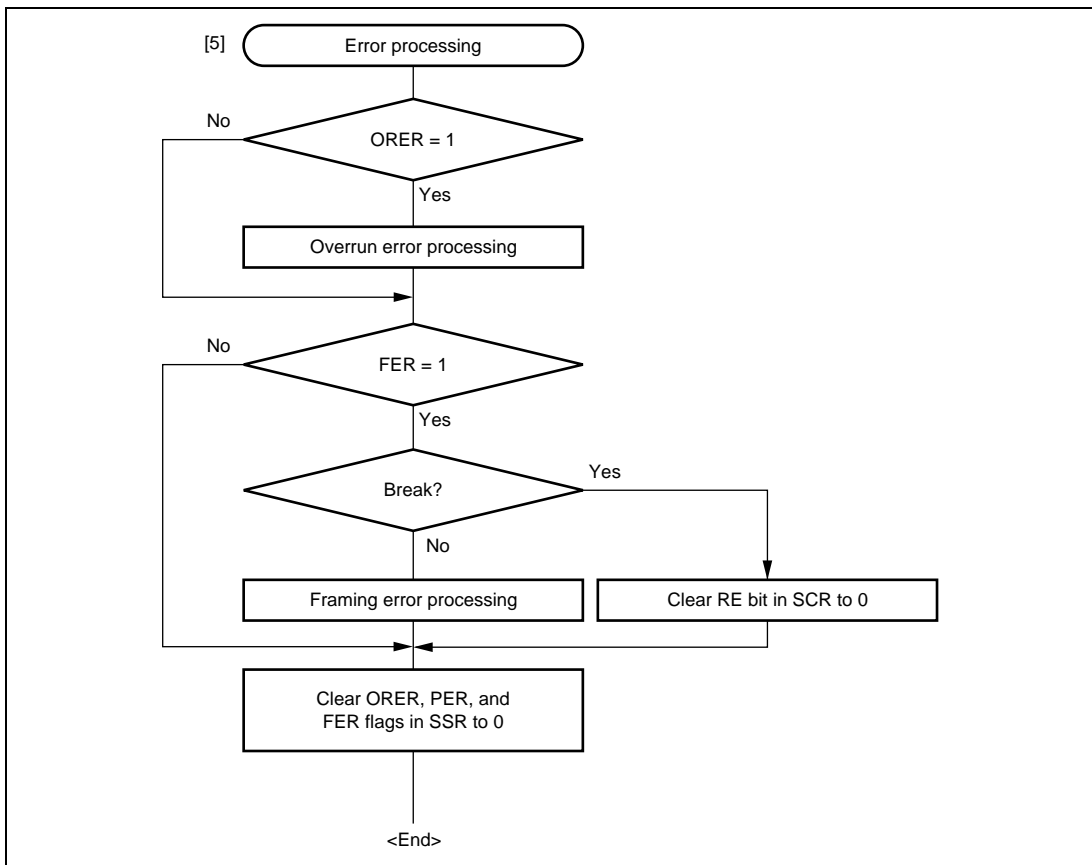 [5]
Error processing
No
ORER = 1
Yes
Overrun error processing
No
FER = 1
Yes
Yes
Break?
No
Framing error processing
Clear RE bit in SCR to 0
Clear ORER, PER, and
FER flags in SSR to 0
<End>